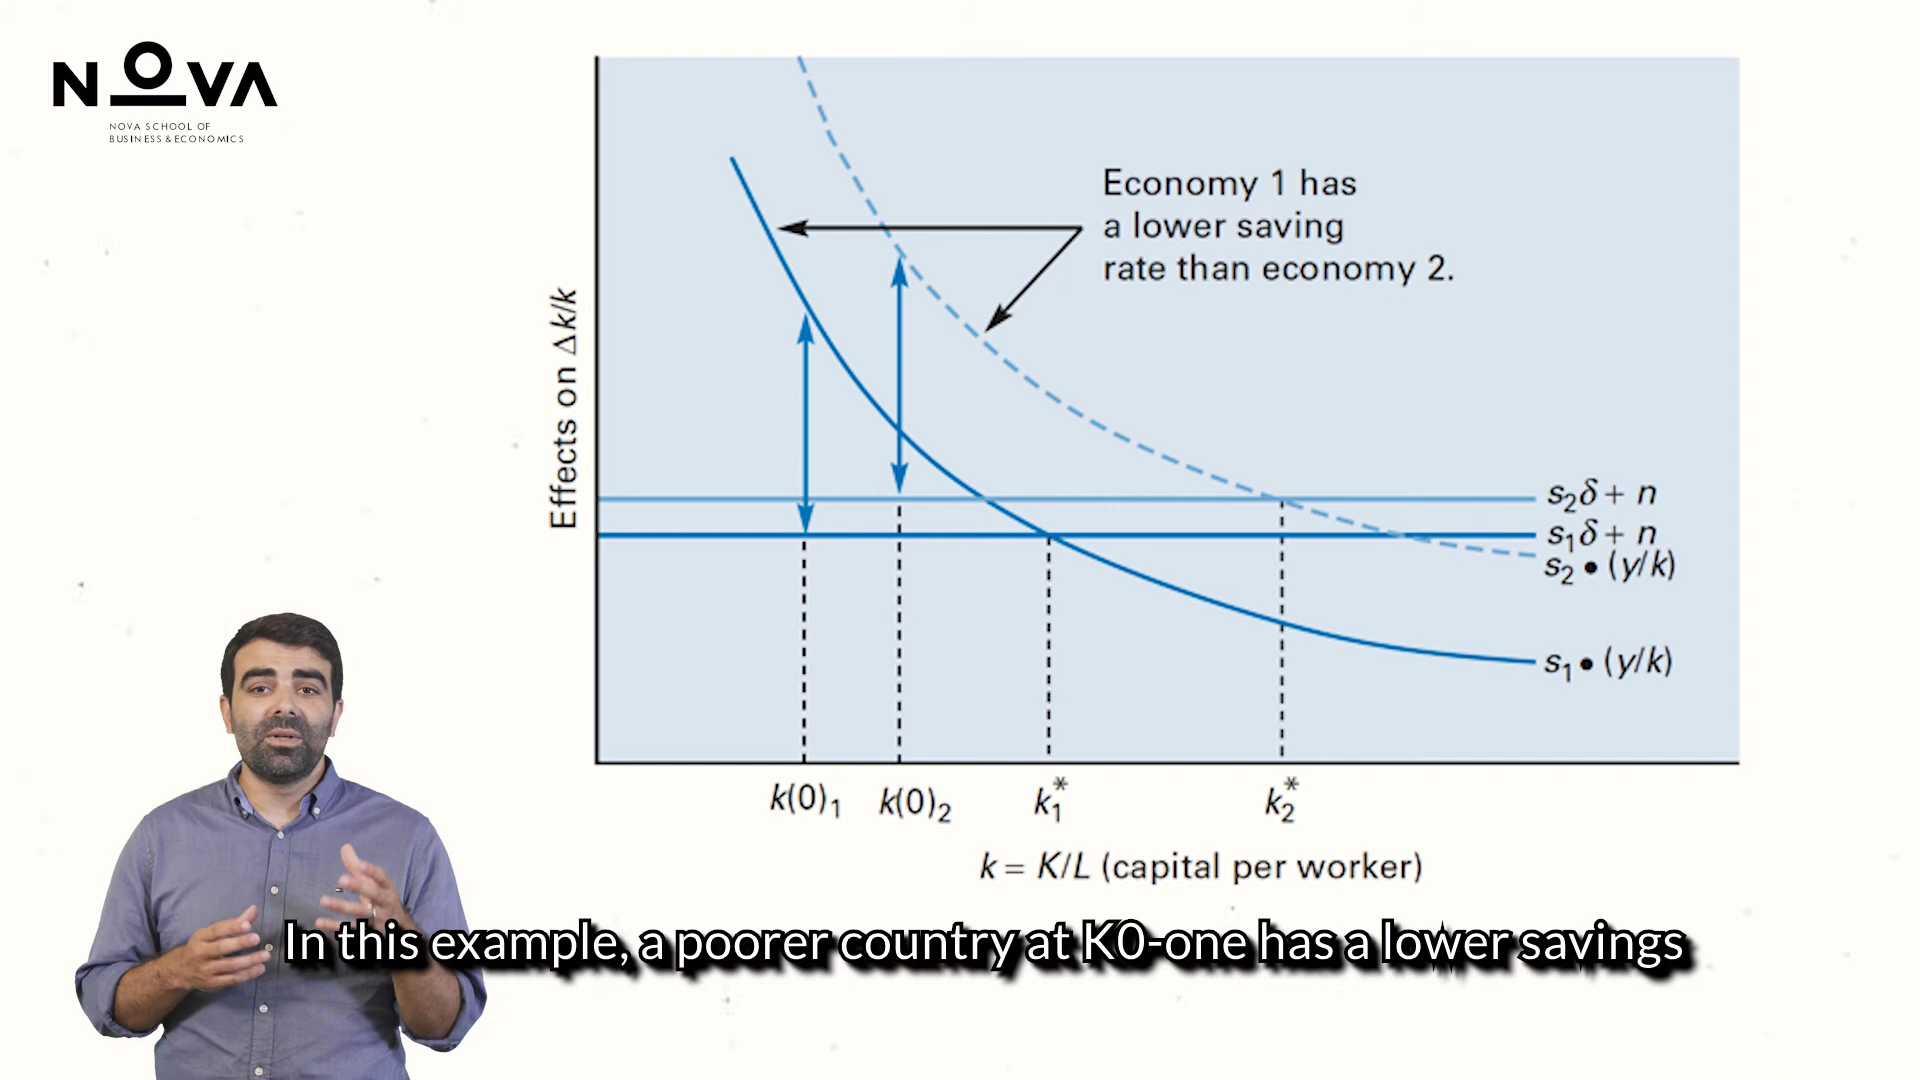 NOVA
NOVA SCHOOL OF
BUSINESS & ECONOMICS
Economy 1 has
a lower saving
rate than economy 2.
Effects on Δk/k
s₂δ + n
s₁δ + n
s₂ • (y/k)
s₁ • (y/k)
k(0)₁ k(0)₂ k₁* k₂*
k = K/L (capital per worker)
In this example, a poorer country at K0-one has a lower savings